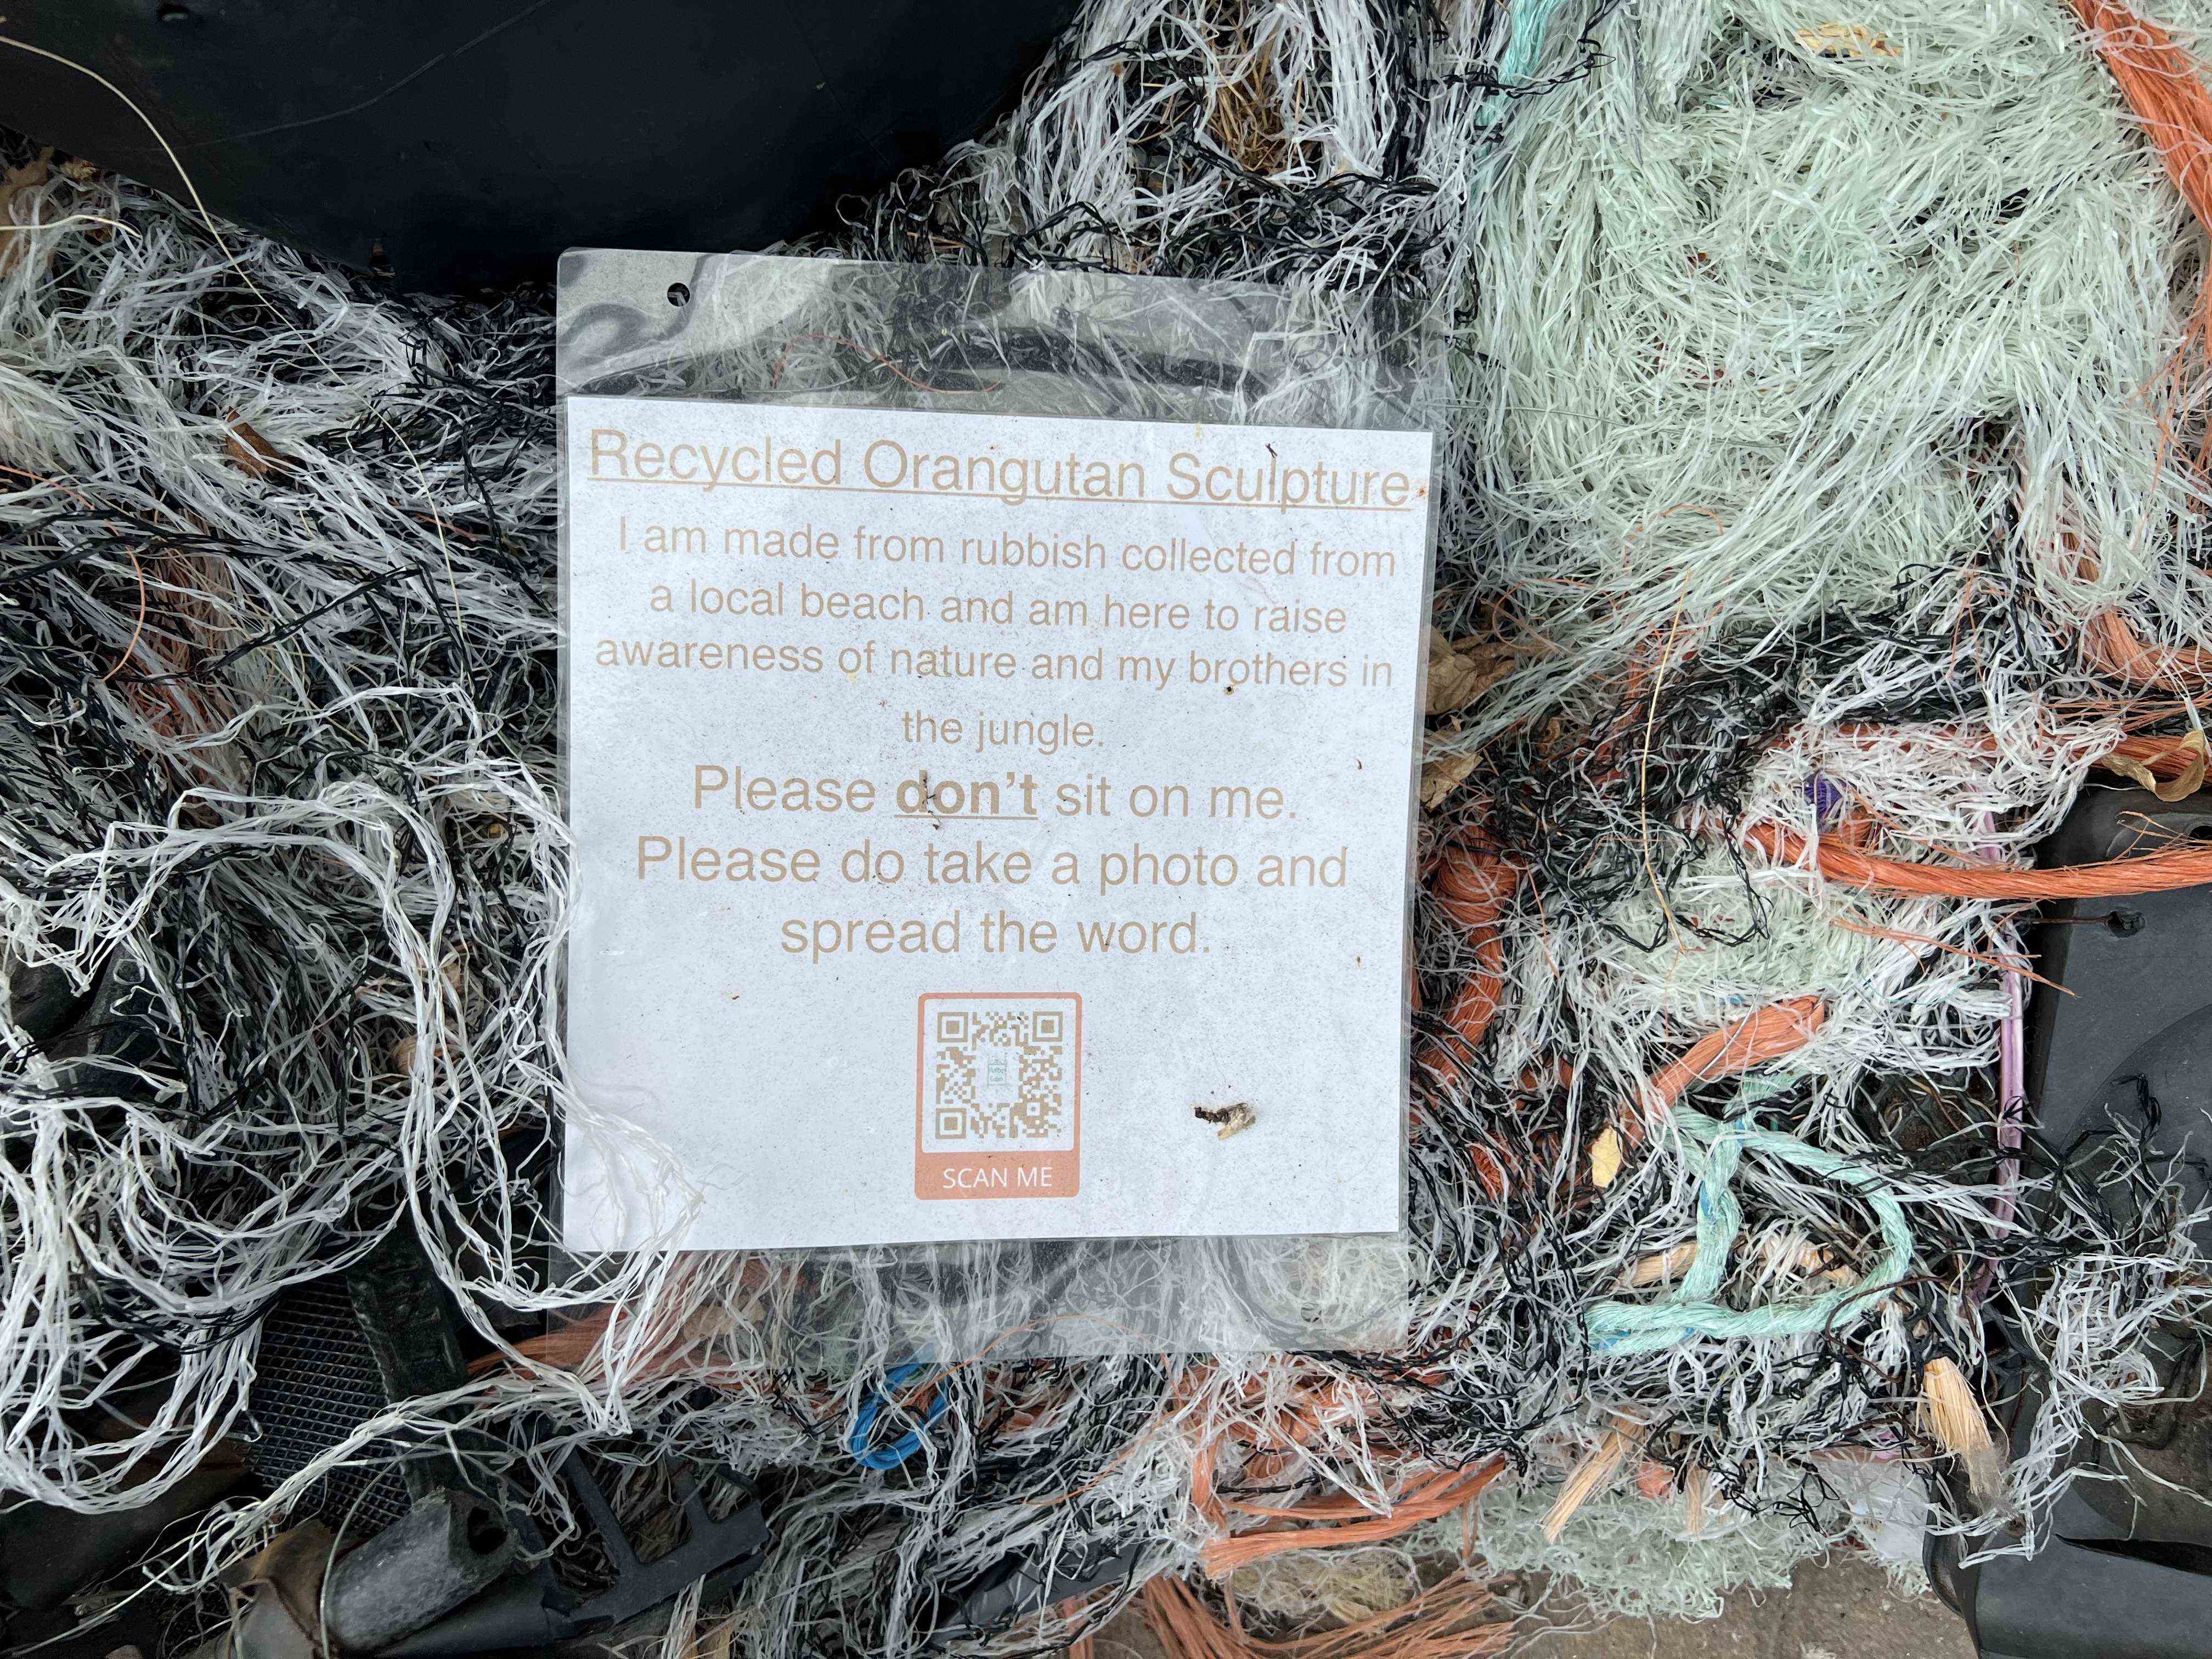 Recycled Orangutan Sculpture
I am made from rubbish collected from
a local beach and am here to raise
awareness of nature and my brothers in
the jungle.
Please don't sit on me.
Please do take a photo and
spread the word.
SCAN ME